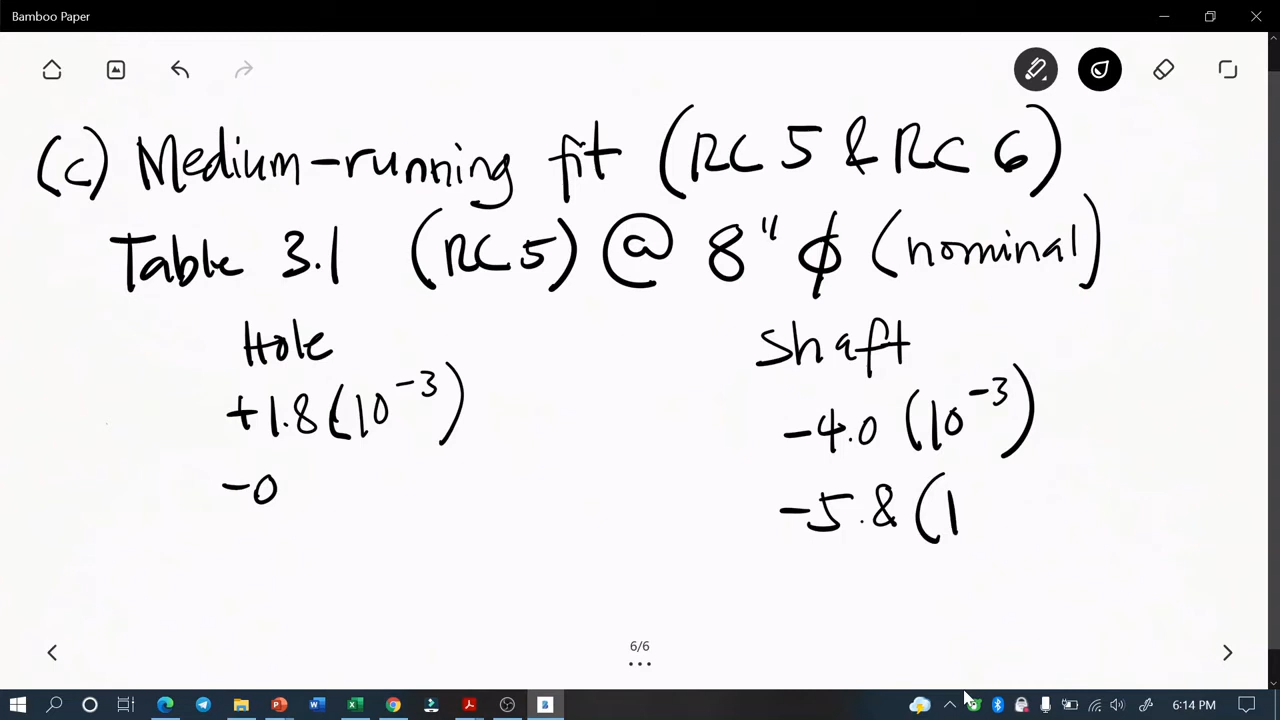 Bamboo Paper
(c) Medium-running fit (RC 5 & RC 6)
Table 3.1 (RC 5) @ 8" ϕ (nominal)
Hole Shaft
+1.8(10⁻³) -4.0 (10⁻³)
-0 -5.8 (1
6/6
6:14 PM